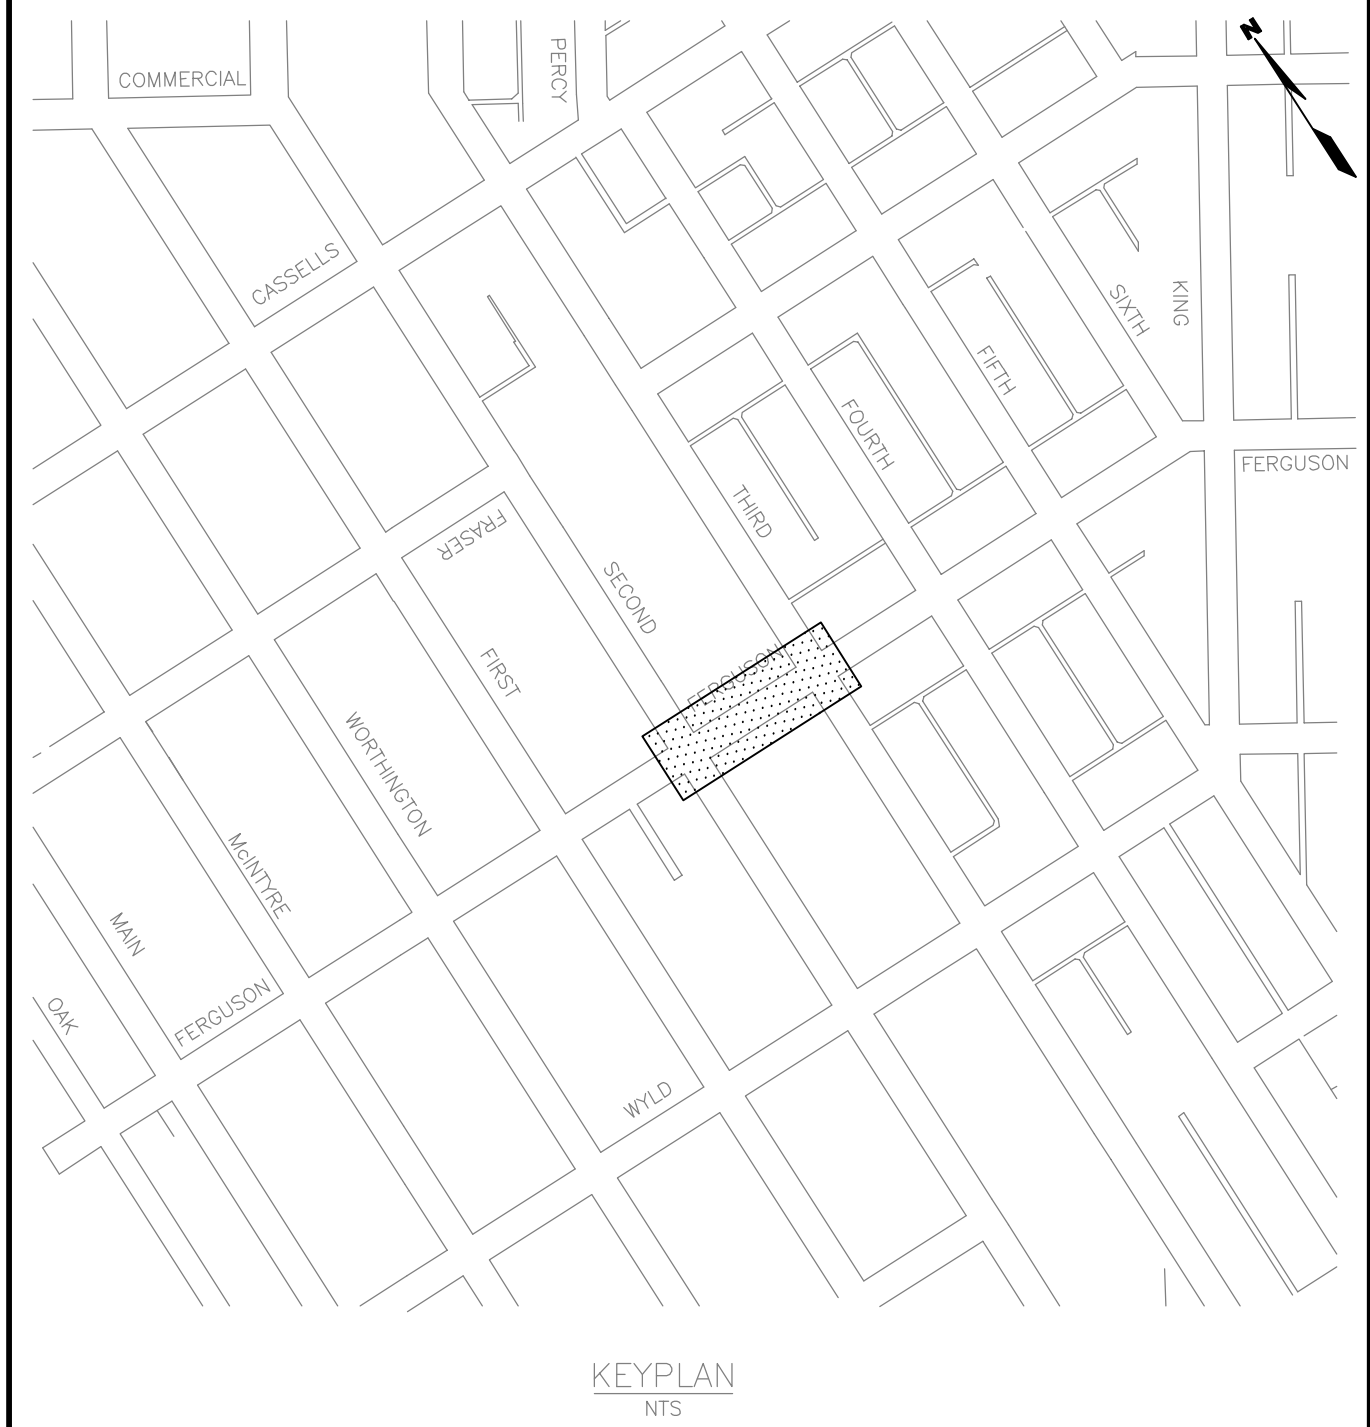 N
PERCY
COMMERCIAL
CASSELLS
KING
SIXTH
FIFTH
FOURTH
FERGUSON
THIRD
FRASER
SECOND
FERGUSON
FIRST
WORTHINGTON
McINTYRE
MAIN
FERGUSON
OAK
WYLD
KEYPLAN
NTS